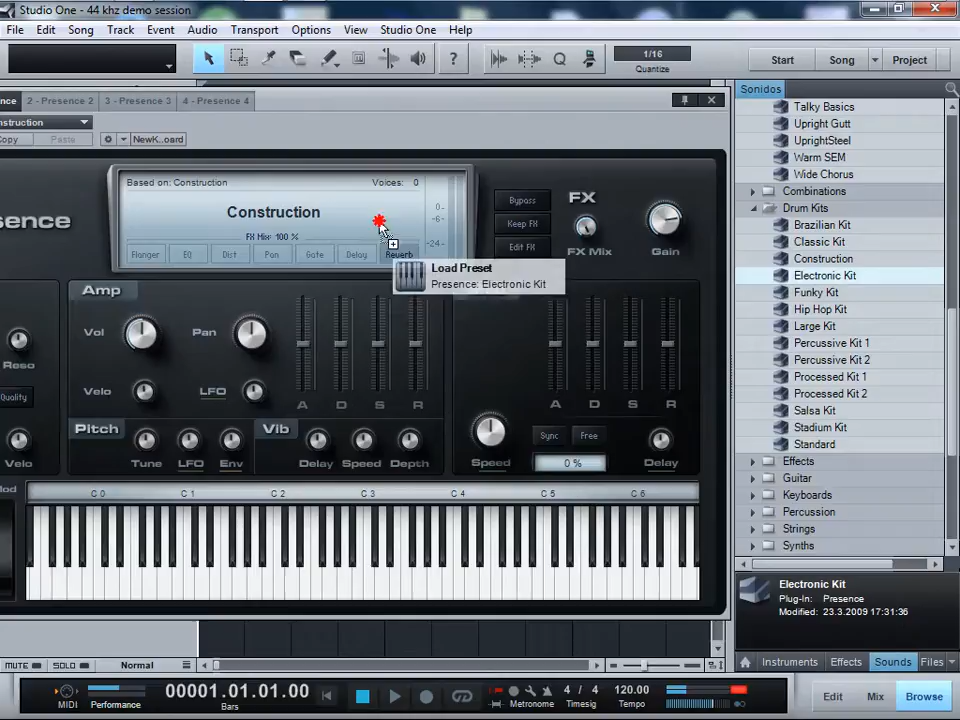 Studio One - 44 khz demo session
File Edit Song Track Event Audio Transport Options View Studio One Help
1/16
Quantize
Start Song Project
nce 2 - Presence 2 3 - Presence 3 4 - Presence 4
nstruction
opy Paste NewK..oard
Based on: Construction Voices: 0
Construction
FX Mix: 100 %
Flanger EQ Dist Pan Gate Delay Reverb
0-
-6-
-24-
sence
Bypass
Keep FX
Edit FX
FX
FX Mix
Gain
Load Preset
Presence: Electronic Kit
Amp
Vol Pan
Velo LFO
A D S R
A D S R
Reso
Quality
Velo
Pitch
Tune LFO Env
Vib
Delay Speed Depth
Speed
Sync Free
0 %
Delay
Mod
C 0 C 1 C 2 C 3 C 4 C 5 C 6
Sonidos
Talky Basics
Upright Gutt
UprightSteel
Warm SEM
Wide Chorus
Combinations
Drum Kits
Brazilian Kit
Classic Kit
Construction
Electronic Kit
Funky Kit
Hip Hop Kit
Large Kit
Percussive Kit 1
Percussive Kit 2
Processed Kit 1
Processed Kit 2
Salsa Kit
Stadium Kit
Standard
Effects
Guitar
Keyboards
Percussion
Strings
Synths
Electronic Kit
Plug-In: Presence
Modified: 23.3.2009 17:31:36
MUTE SOLO Normal
Instruments Effects Sounds Files
MIDI Performance
00001.01.01.00
Bars
Metronome
4 / 4
Timesig
120.00
Tempo
Edit Mix Browse